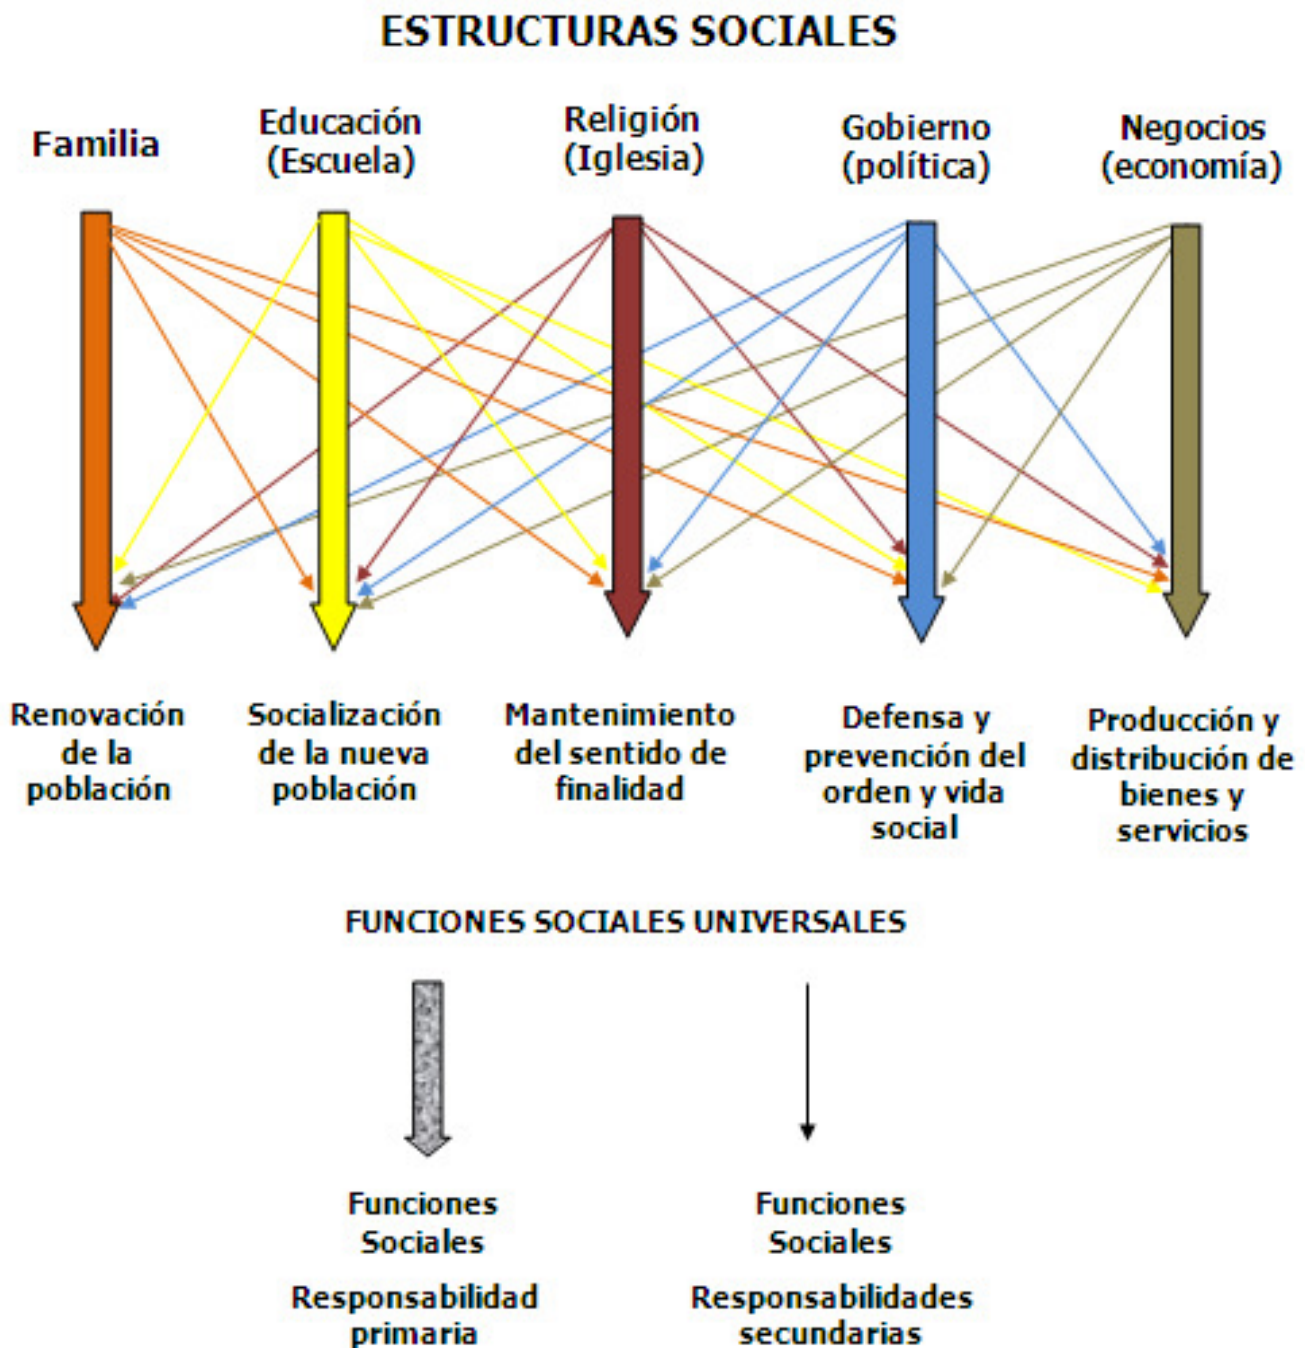 ESTRUCTURAS SOCIALES
Familia
Educación
(Escuela)
Religión
(Iglesia)
Gobierno
(política)
Negocios
(economía)
Renovación
de la
población
Socialización
de la nueva
población
Mantenimiento
del sentido de
finalidad
Defensa y
prevención del
orden y vida
social
Producción y
distribución de
bienes y
servicios
FUNCIONES SOCIALES UNIVERSALES
Funciones
Sociales
Responsabilidad
primaria
Funciones
Sociales
Responsabilidades
secundarias